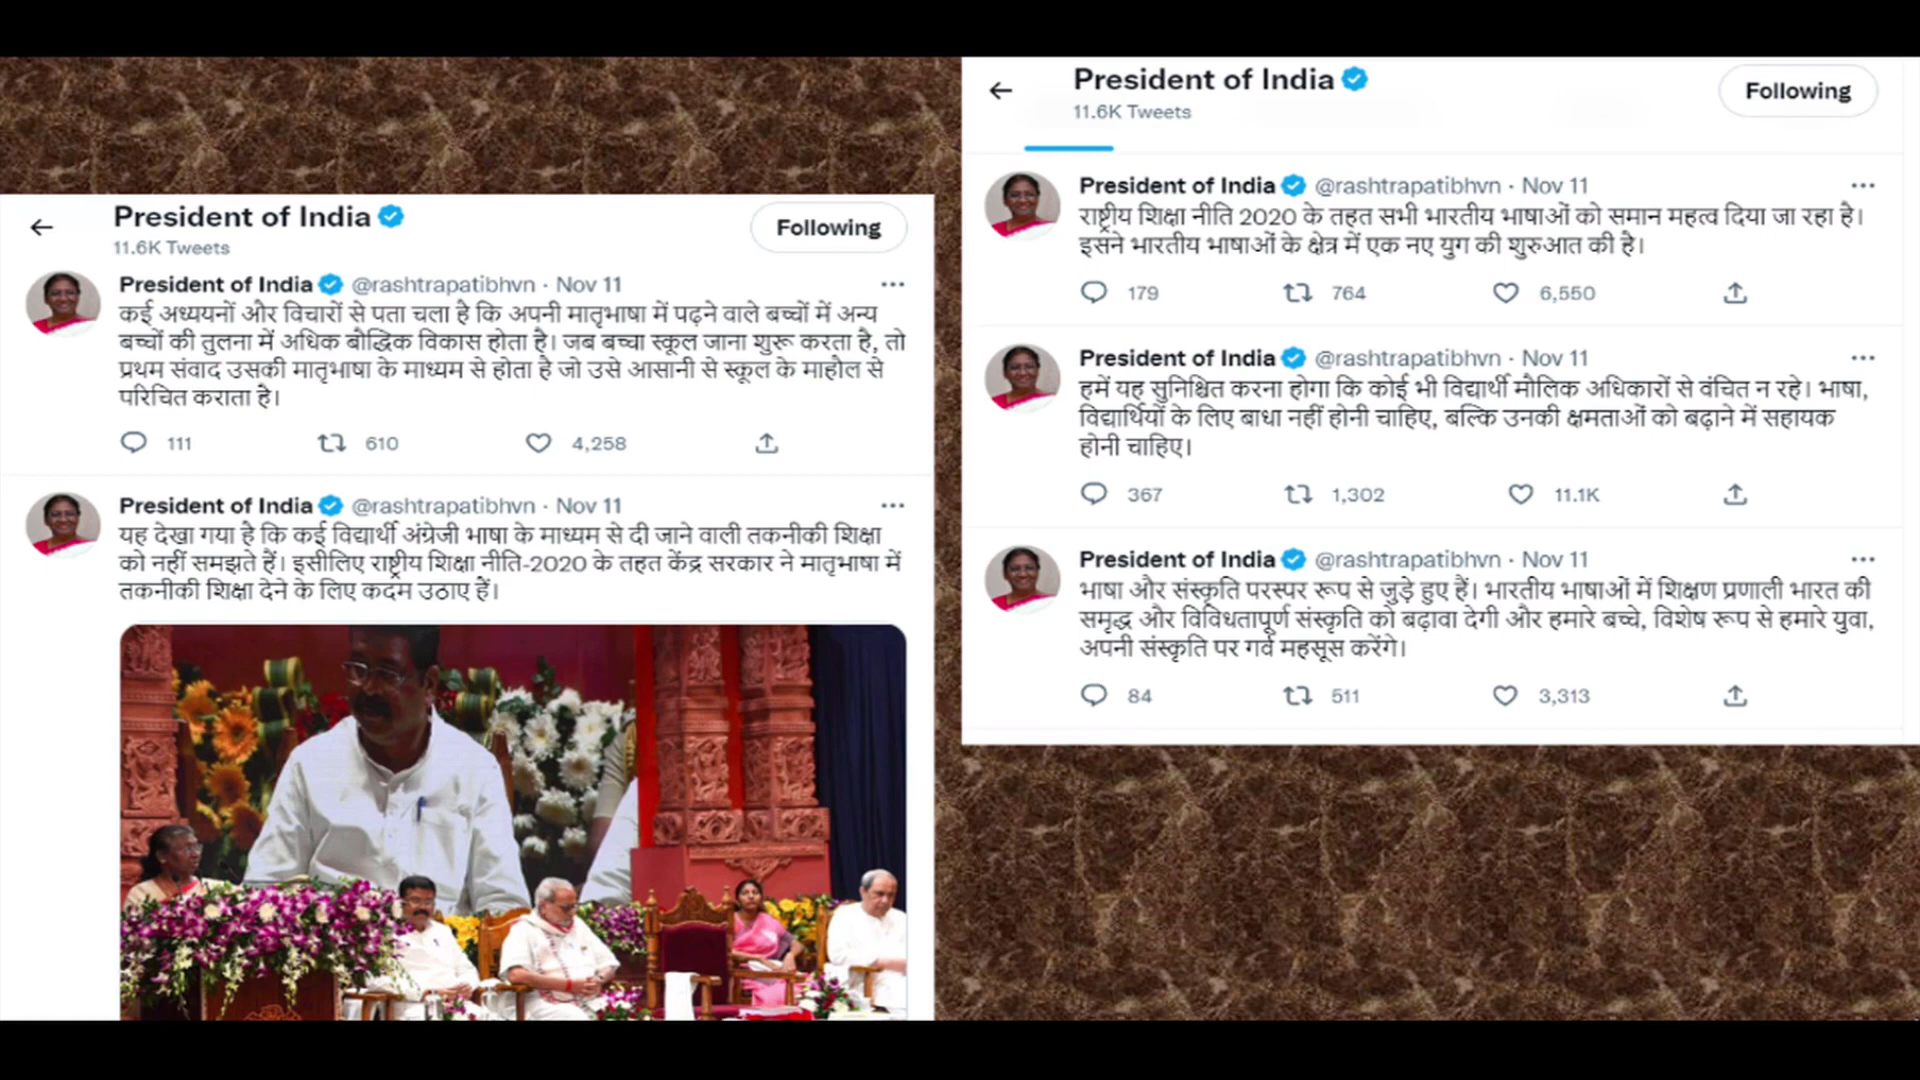 President of India
11.6K Tweets
Following
President of India @rashtrapatibhvn · Nov 11
कई अध्ययनों और विचारों से पता चला है कि अपनी मातृभाषा में पढ़ने वाले बच्चों में अन्य
बच्चों की तुलना में अधिक बौद्धिक विकास होता है। जब बच्चा स्कूल जाना शुरू करता है, तो
प्रथम संवाद उसकी मातृभाषा के माध्यम से होता है जो उसे आसानी से स्कूल के माहौल से
परिचित कराता है।
111 610 4,258
President of India @rashtrapatibhvn · Nov 11
यह देखा गया है कि कई विद्यार्थी अंग्रेजी भाषा के माध्यम से दी जाने वाली तकनीकी शिक्षा
को नहीं समझते हैं। इसीलिए राष्ट्रीय शिक्षा नीति-2020 के तहत केंद्र सरकार ने मातृभाषा में
तकनीकी शिक्षा देने के लिए कदम उठाए हैं।
President of India
11.6K Tweets
Following
President of India @rashtrapatibhvn · Nov 11
राष्ट्रीय शिक्षा नीति 2020 के तहत सभी भारतीय भाषाओं को समान महत्व दिया जा रहा है।
इसने भारतीय भाषाओं के क्षेत्र में एक नए युग की शुरुआत की है।
179 764 6,550
President of India @rashtrapatibhvn · Nov 11
हमें यह सुनिश्चित करना होगा कि कोई भी विद्यार्थी मौलिक अधिकारों से वंचित न रहे। भाषा,
विद्यार्थियों के लिए बाधा नहीं होनी चाहिए, बल्कि उनकी क्षमताओं को बढ़ाने में सहायक
होनी चाहिए।
367 1,302 11.1K
President of India @rashtrapatibhvn · Nov 11
भाषा और संस्कृति परस्पर रूप से जुड़े हुए हैं। भारतीय भाषाओं में शिक्षण प्रणाली भारत की
समृद्ध और विविधतापूर्ण संस्कृति को बढ़ावा देगी और हमारे बच्चे, विशेष रूप से हमारे युवा,
अपनी संस्कृति पर गर्व महसूस करेंगे।
84 511 3,313